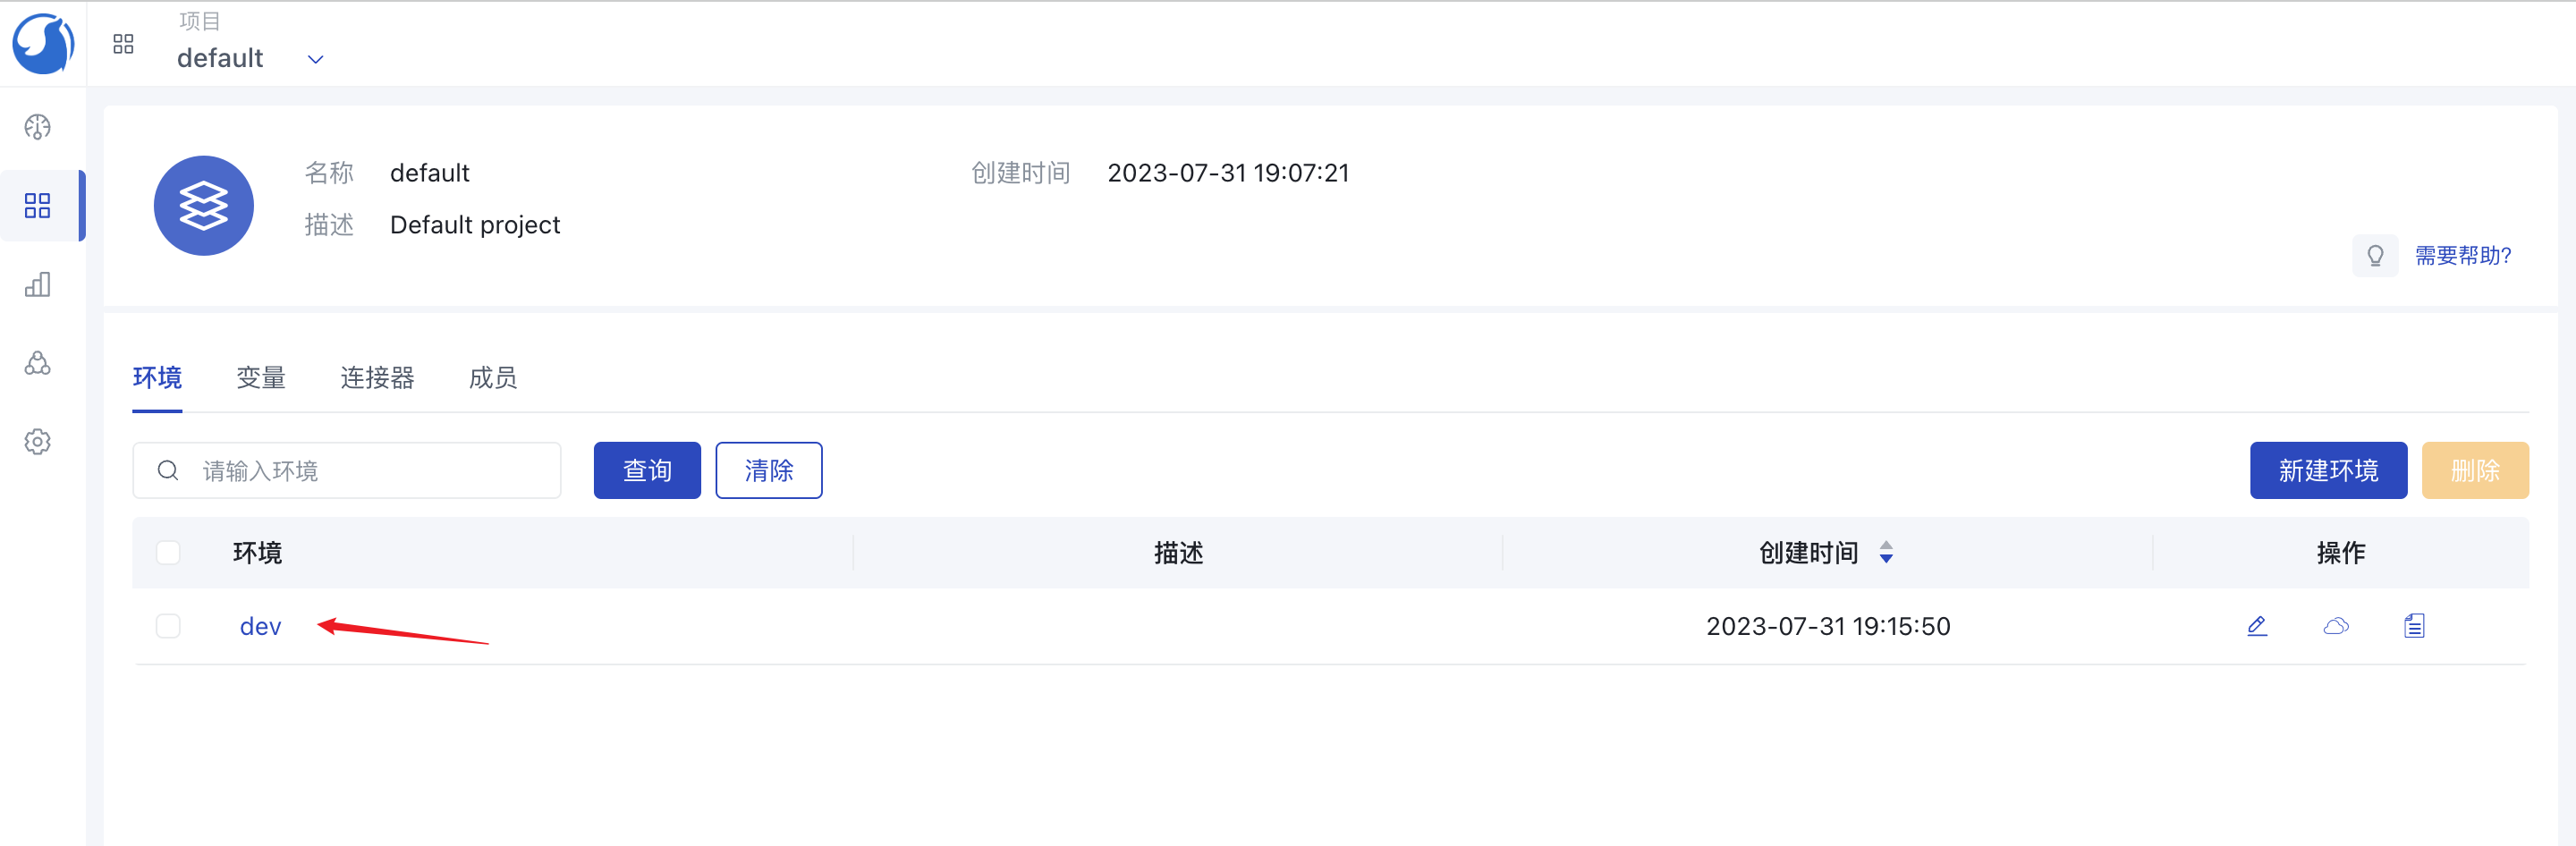 项目
default
名称 default 创建时间 2023-07-31 19:07:21
描述 Default project
需要帮助?
环境 变量 连接器 成员
请输入环境 查询 清除 新建环境 删除
环境 描述 创建时间 操作
dev 2023-07-31 19:15:50